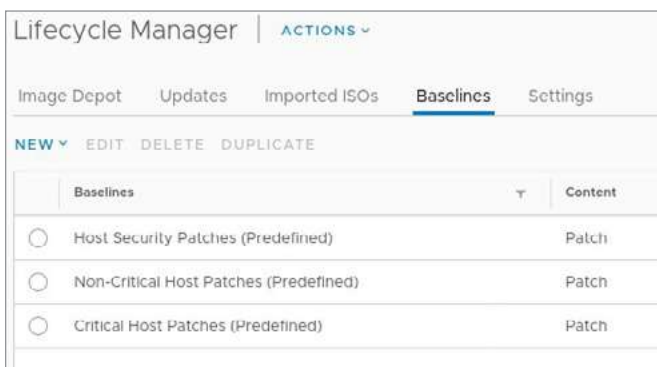 Lifecycle Manager ACTIONS
Image Depot Updates Imported ISOs Baselines Settings
NEW EDIT DELETE DUPLICATE
Baselines Content
Host Security Patches (Predefined) Patch
Non-Critical Host Patches (Predefined) Patch
Critical Host Patches (Predefined) Patch